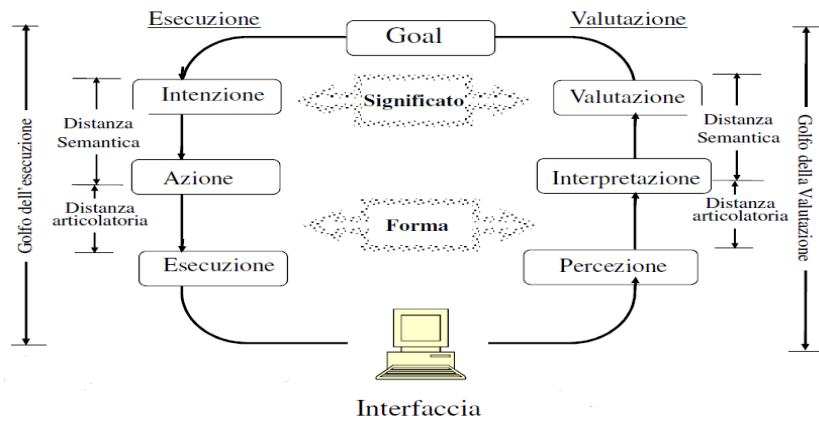 Esecuzione
Goal
Valutazione
Intenzione
Significato
Valutazione
Distanza
Semantica
Distanza
Semantica
Golfo dell'esecuzione
Golfo della Valutazione
Azione
Interpretazione
Distanza
articolatoria
Forma
Distanza
articolatoria
Esecuzione
Percezione
Interfaccia